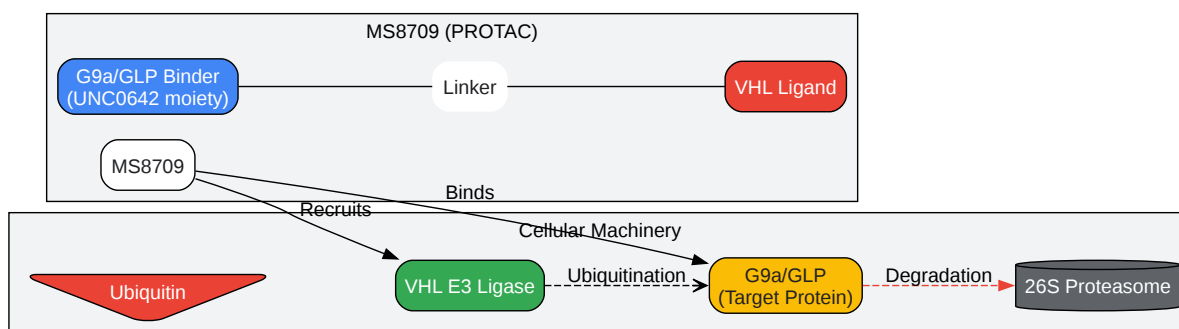 MS8709 (PROTAC)
G9a/GLP Binder
(UNC0642 moiety)
Linker
VHL Ligand
MS8709
Binds
Recruits
Cellular Machinery
Ubiquitin
VHL E3 Ligase
Ubiquitination
G9a/GLP
(Target Protein)
Degradation
26S Proteasome